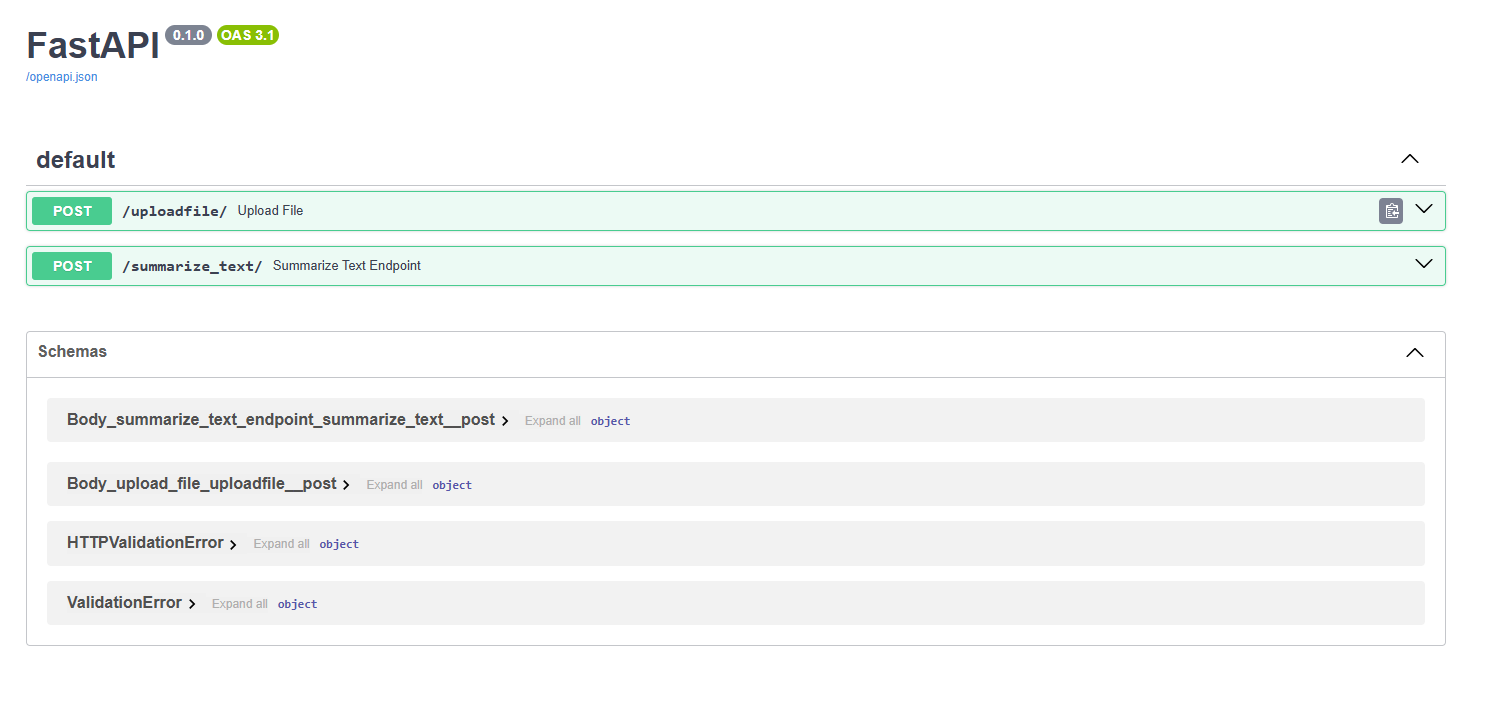 FastAPI 0.1.0 OAS 3.1
/openapi.json
default
POST /uploadfile/ Upload File
POST /summarize_text/ Summarize Text Endpoint
Schemas
Body_summarize_text_endpoint_summarize_text__post Expand all object
Body_upload_file_uploadfile__post Expand all object
HTTPValidationError Expand all object
ValidationError Expand all object